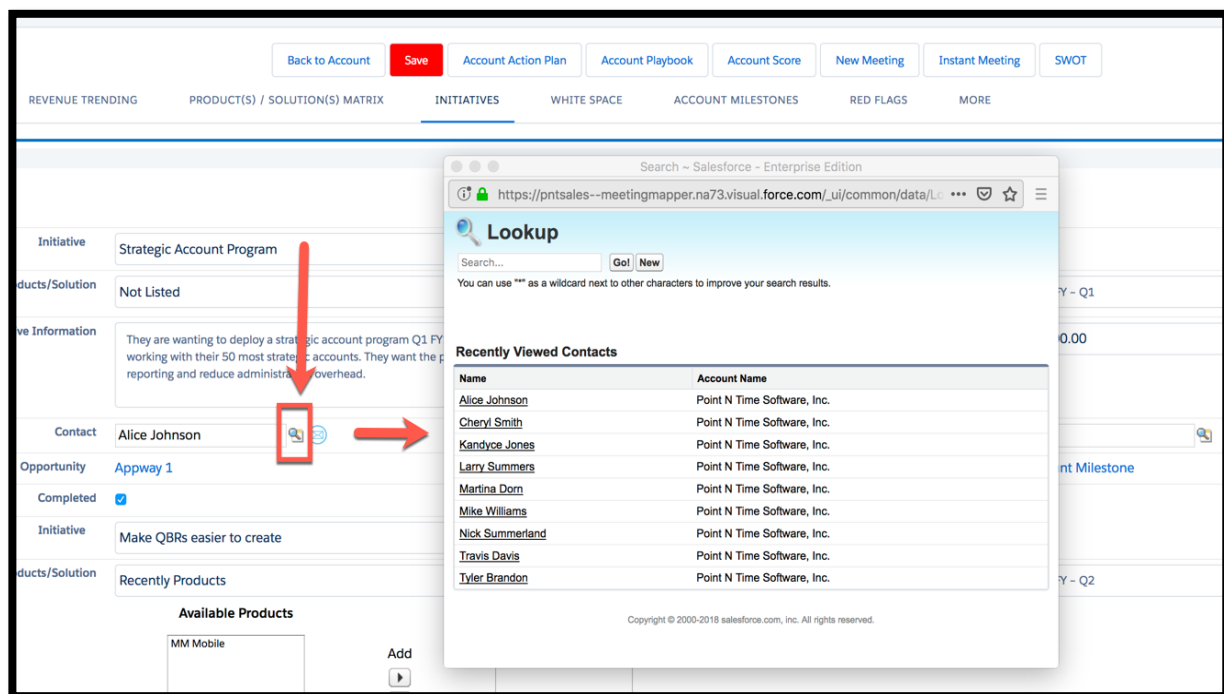 Back to Account
Save
Account Action Plan
Account Playbook
Account Score
New Meeting
Instant Meeting
SWOT
REVENUE TRENDING
PRODUCT(S) / SOLUTION(S) MATRIX
INITIATIVES
WHITE SPACE
ACCOUNT MILESTONES
RED FLAGS
MORE
Initiative
Strategic Account Program
ducts/Solution
Not Listed
FY - Q1
ve Information
They are wanting to deploy a strategic account program Q1 FY
working with their 50 most strategic accounts. They want the p
reporting and reduce administrative overhead.
00.00
Contact
Alice Johnson
Opportunity
Appway 1
nt Milestone
Completed
Initiative
Make QBRs easier to create
ducts/Solution
Recently Products
FY - Q2
Available Products
MM Mobile
Add
Search ~ Salesforce - Enterprise Edition
https://pntsales--meetingmapper.na73.visual.force.com/_ui/common/data/Lo
Lookup
Search...
Go!
New
You can use "*" as a wildcard next to other characters to improve your search results.
Recently Viewed Contacts
Name Account Name
Alice Johnson Point N Time Software, Inc.
Cheryl Smith Point N Time Software, Inc.
Kandyce Jones Point N Time Software, Inc.
Larry Summers Point N Time Software, Inc.
Martina Dorn Point N Time Software, Inc.
Mike Williams Point N Time Software, Inc.
Nick Summerland Point N Time Software, Inc.
Travis Davis Point N Time Software, Inc.
Tyler Brandon Point N Time Software, Inc.
Copyright © 2000-2018 salesforce.com, inc. All rights reserved.